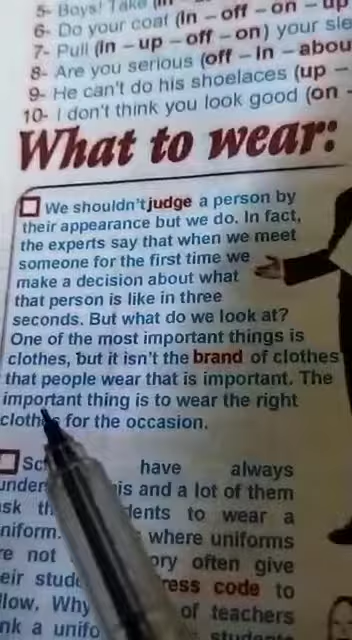 5- Boys! Take (in
6- Do your coat (in – off – on – up
7- Pull (in – up – off – on) your sle
8- Are you serious (off – in – abou
9- He can't do his shoelaces (up –
10- I don't think you look good (on -
What to wear:
We shouldn't judge a person by
their appearance but we do. In fact,
the experts say that when we meet
someone for the first time we
make a decision about what
that person is like in three
seconds. But what do we look at?
One of the most important things is
clothes, but it isn't the brand of clothes
that people wear that is important. The
important thing is to wear the right
clothes for the occasion.
Sc have always
under is and a lot of them
ask th dents to wear a
niform. where uniforms
re not ory often give
eir stude ress code to
llow. Why of teachers
nk a unifo students